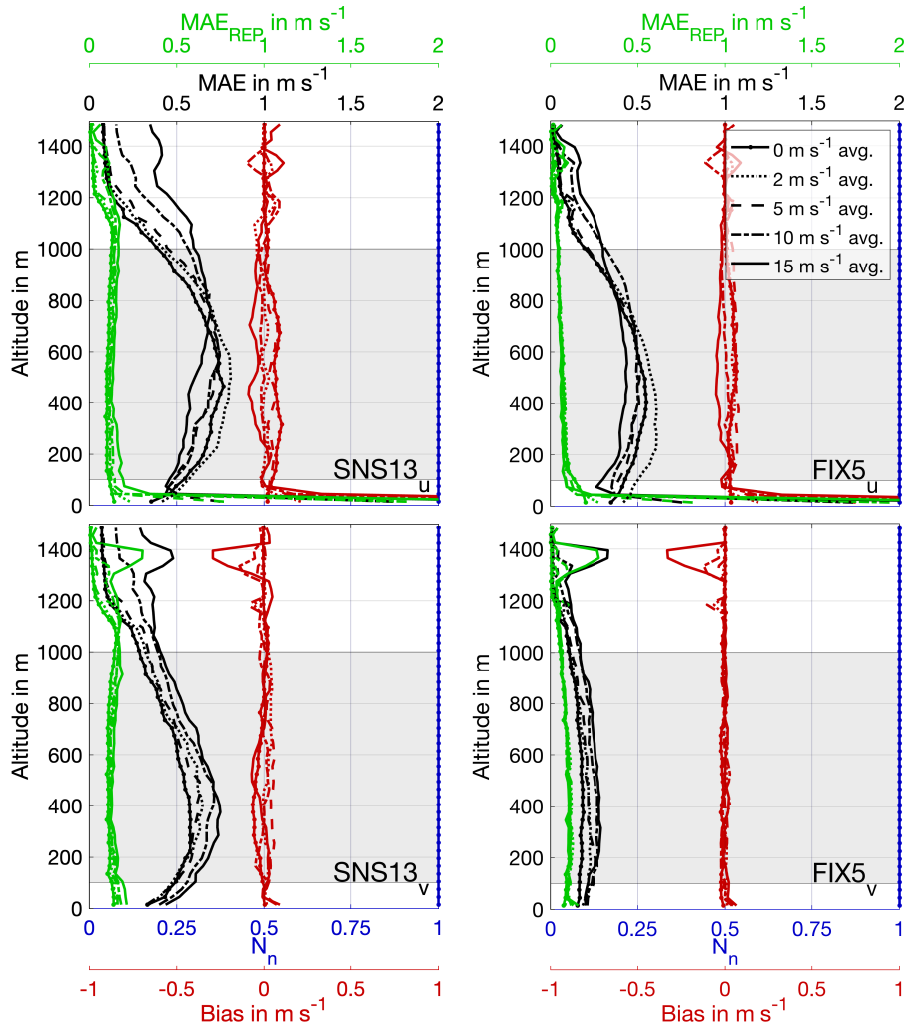 MAE_REP in m s⁻¹ MAE_REP in m s⁻¹
0 0.5 1 1.5 2 0 0.5 1 1.5 2
MAE in m s⁻¹ MAE in m s⁻¹
0 0.5 1 1.5 2 0 0.5 1 1.5 2
Altitude in m
1400
1200
1000
800
600
400
200
0
SNS13_u
Altitude in m
1400
1200
1000
800
600
400
200
0
0 m s⁻¹ avg.
2 m s⁻¹ avg.
5 m s⁻¹ avg.
10 m s⁻¹ avg.
15 m s⁻¹ avg.
FIX5_u
Altitude in m
1400
1200
1000
800
600
400
200
0
SNS13_v
Altitude in m
1400
1200
1000
800
600
400
200
0
FIX5_v
0 0.25 0.5 0.75 1 0 0.25 0.5 0.75 1
N_n N_n
-1 -0.5 0 0.5 1 -1 -0.5 0 0.5 1
Bias in m s⁻¹ Bias in m s⁻¹